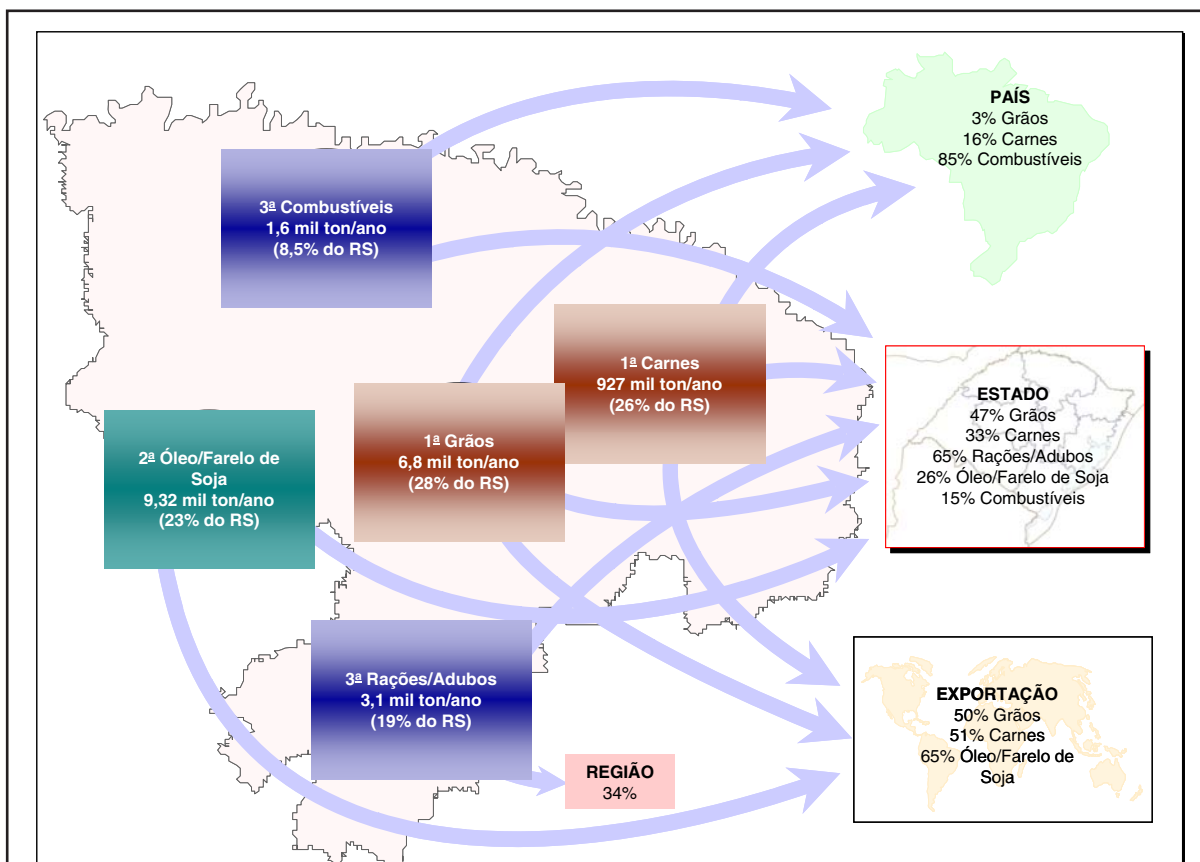 PAÍS
3% Grãos
16% Carnes
85% Combustíveis
3ª Combustíveis
1,6 mil ton/ano
(8,5% do RS)
1ª Carnes
927 mil ton/ano
(26% do RS)
ESTADO
47% Grãos
33% Carnes
65% Rações/Adubos
26% Óleo/Farelo de Soja
15% Combustíveis
1ª Grãos
6,8 mil ton/ano
(28% do RS)
2ª Óleo/Farelo de
Soja
9,32 mil ton/ano
(23% do RS)
3ª Rações/Adubos
3,1 mil ton/ano
(19% do RS)
EXPORTAÇÃO
50% Grãos
51% Carnes
65% Óleo/Farelo de
Soja
REGIÃO
34%